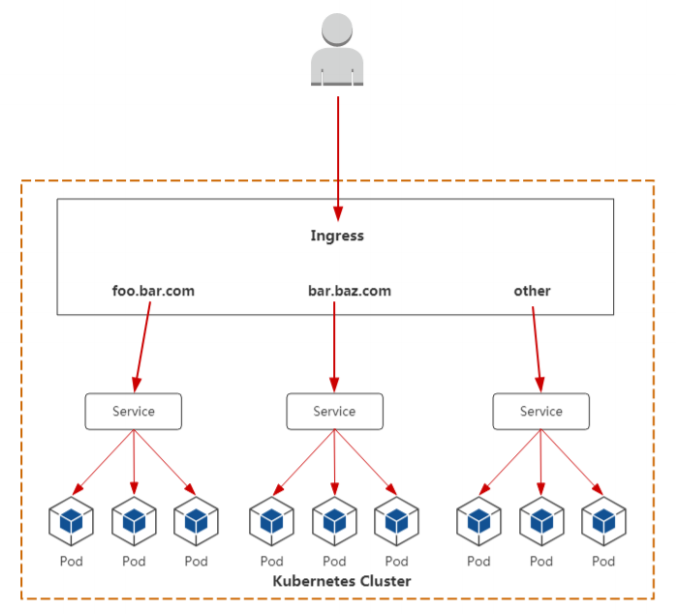 Ingress
foo.bar.com bar.baz.com other
Service Service Service
Pod Pod Pod Pod Pod Pod Pod Pod Pod
Kubernetes Cluster